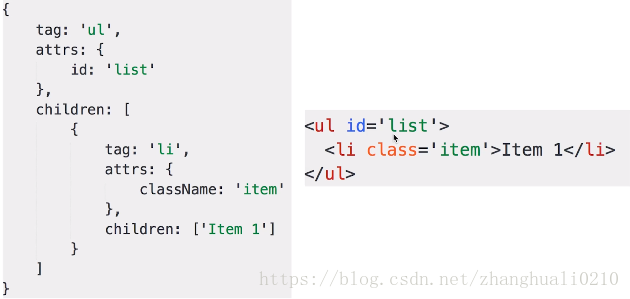 {
    tag: 'ul',
    attrs: {
        id: 'list'
    },
    children: [
        {
            tag: 'li',
            attrs: {
                className: 'item'
            },
            children: ['Item 1']
        }
    ]
}
<ul id='list'>
  <li class='item'>Item 1</li>
</ul>
https://blog.csdn.net/zhanghuali0210